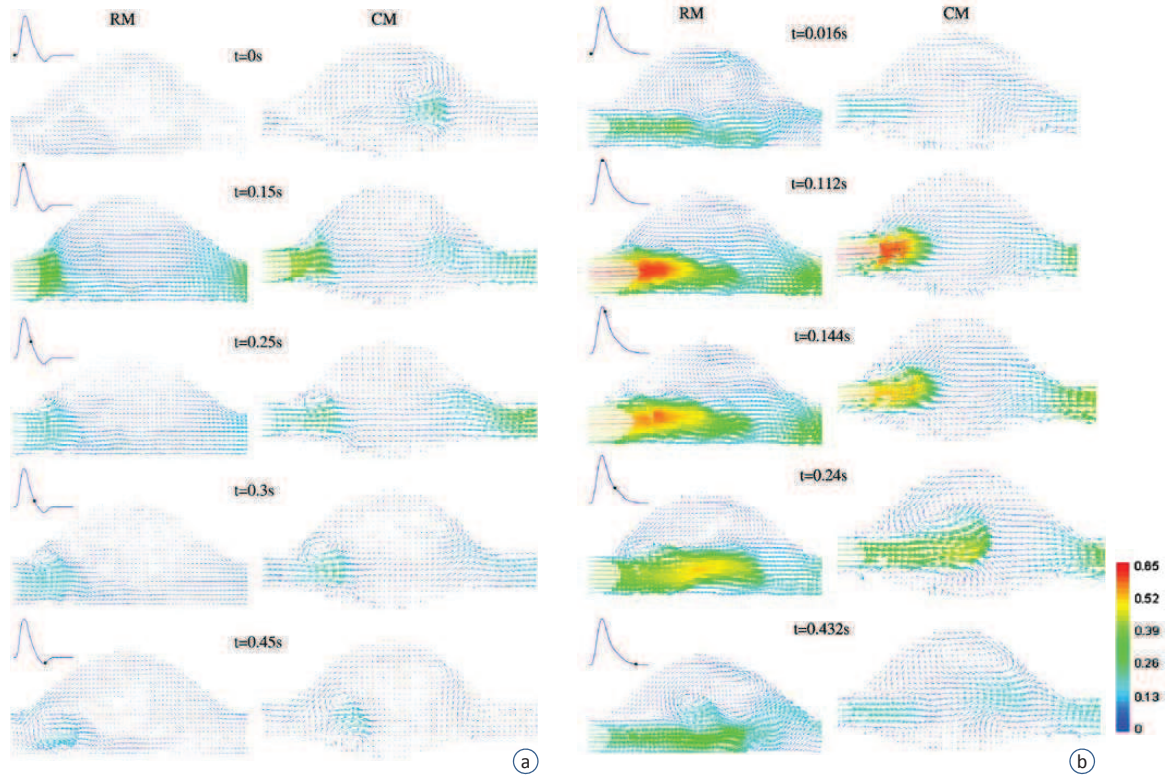 RM CM RM CM
t=0s t=0.016s
t=0.15s t=0.112s
t=0.25s t=0.144s
t=0.3s t=0.24s
t=0.45s t=0.432s
0.65
0.52
0.39
0.26
0.13
0
a b